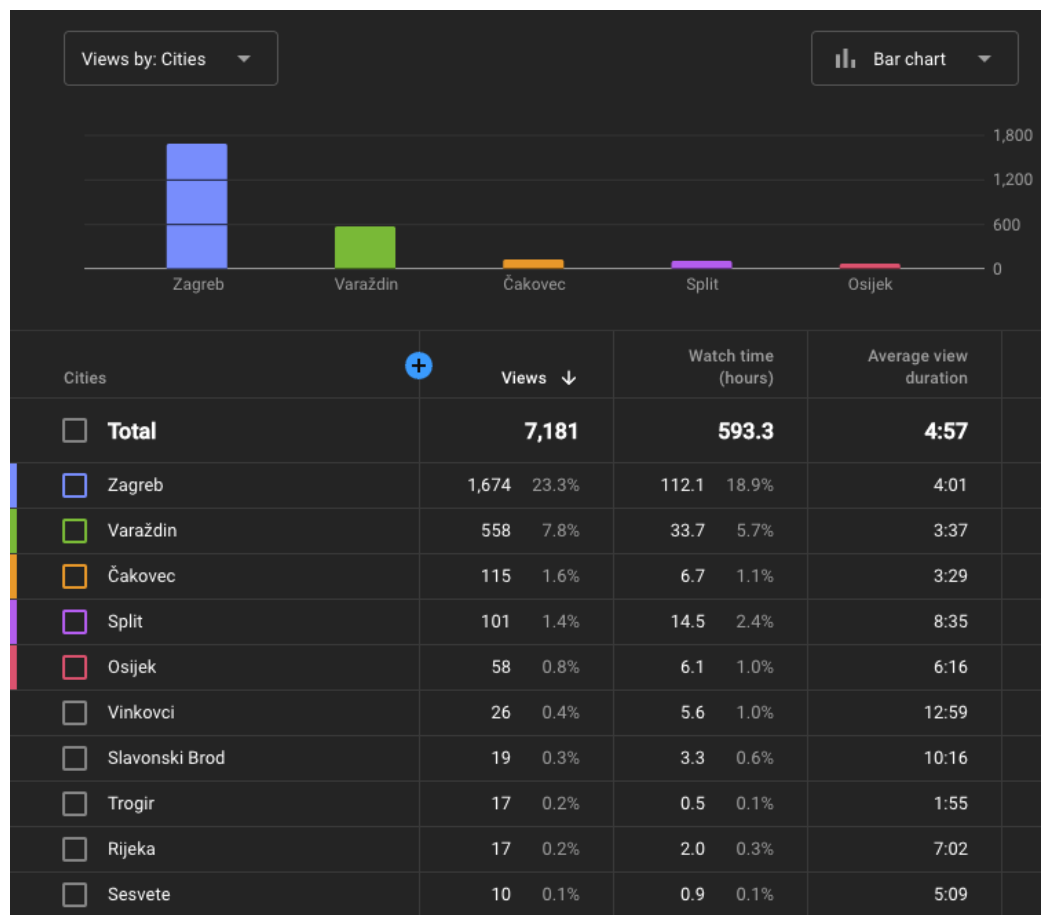 Views by: Cities
Bar chart
1,800
1,200
600
0
Zagreb Varaždin Čakovec Split Osijek
Cities Views Watch time (hours) Average view duration
Total 7,181 593.3 4:57
Zagreb 1,674 23.3% 112.1 18.9% 4:01
Varaždin 558 7.8% 33.7 5.7% 3:37
Čakovec 115 1.6% 6.7 1.1% 3:29
Split 101 1.4% 14.5 2.4% 8:35
Osijek 58 0.8% 6.1 1.0% 6:16
Vinkovci 26 0.4% 5.6 1.0% 12:59
Slavonski Brod 19 0.3% 3.3 0.6% 10:16
Trogir 17 0.2% 0.5 0.1% 1:55
Rijeka 17 0.2% 2.0 0.3% 7:02
Sesvete 10 0.1% 0.9 0.1% 5:09